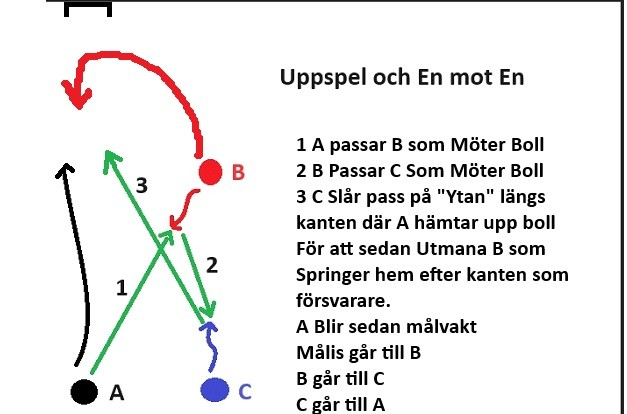 Uppspel och En mot En
1 A passar B som Möter Boll
2 B Passar C Som Möter Boll
3 C Slår pass på "Ytan" längs
kanten där A hämtar upp boll
För att sedan Utmana B som
Springer hem efter kanten som
försvarare.
A Blir sedan målvakt
Målis går till B
B går till C
C går till A
B
3
2
1
A
C